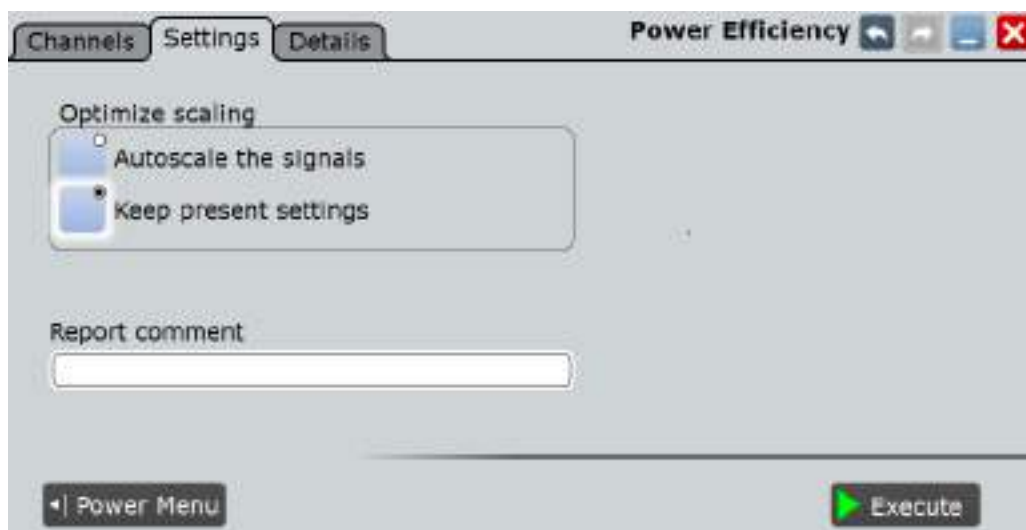 Channels Settings Details Power Efficiency
Optimize scaling
Autoscale the signals
Keep present settings
Report comment
Power Menu Execute